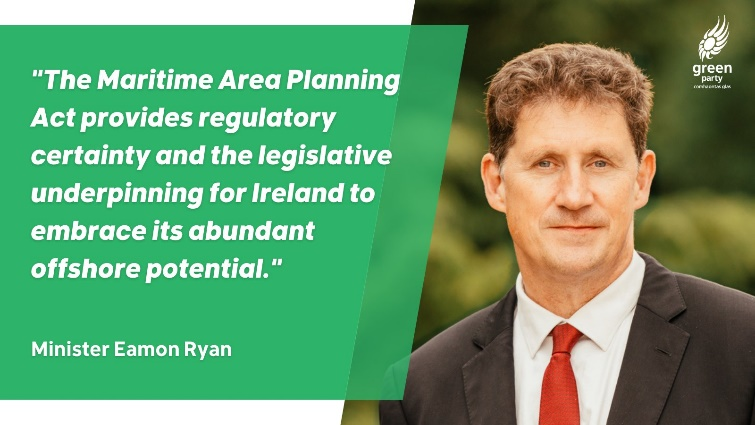 "The Maritime Area Planning
Act provides regulatory
certainty and the legislative
underpinning for Ireland to
embrace its abundant
offshore potential."
Minister Eamon Ryan
green
party
comhaontas glas